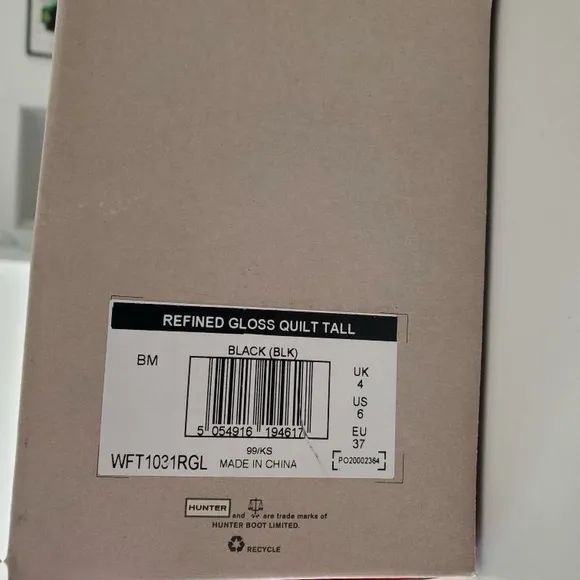 REFINED GLOSS QUILT TALL
BLACK (BLK)
BM
UK
4
US
6
EU
37
5 054916 194617
99/KS
WFT1031RGL MADE IN CHINA
PO20002364
HUNTER and are trade marks of
HUNTER BOOT LIMITED.
RECYCLE